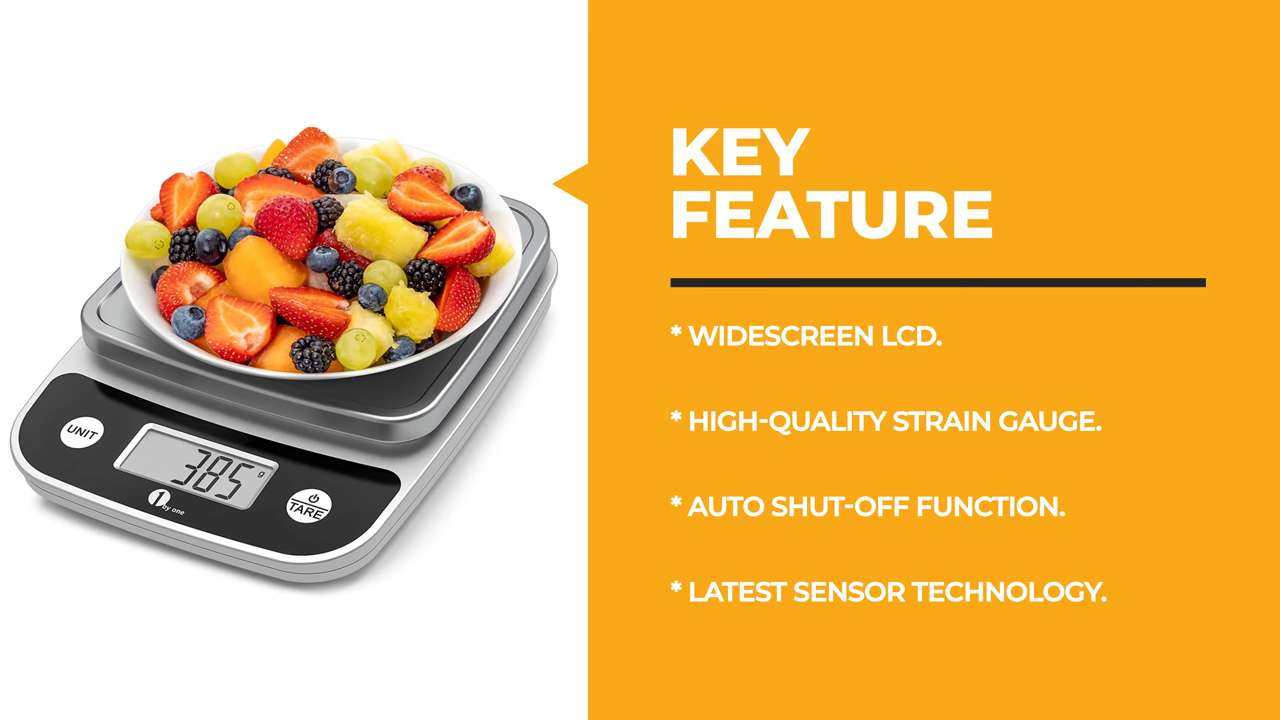 KEY
FEATURE
* WIDESCREEN LCD.
* HIGH-QUALITY STRAIN GAUGE.
* AUTO SHUT-OFF FUNCTION.
* LATEST SENSOR TECHNOLOGY.
UNIT
385 g
1 by one
TARE